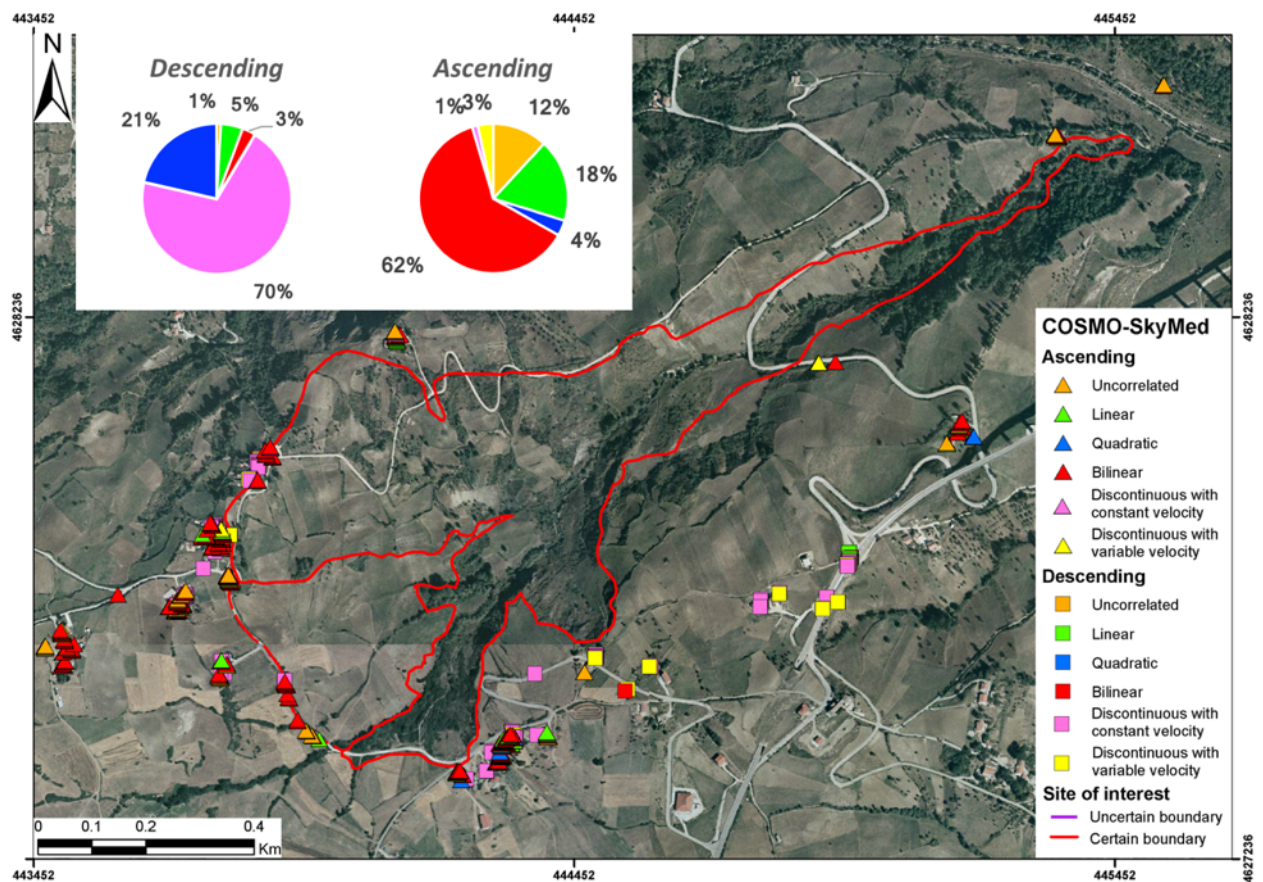 443452 444452 445452
N
Descending Ascending
1% 5% 3% 21% 70%
1% 3% 12% 18% 4% 62%
4628236 4628236
COSMO-SkyMed
Ascending
Uncorrelated
Linear
Quadratic
Bilinear
Discontinuous with
constant velocity
Discontinuous with
variable velocity
Descending
Uncorrelated
Linear
Quadratic
Bilinear
Discontinuous with
constant velocity
Discontinuous with
variable velocity
Site of interest
Uncertain boundary
Certain boundary
0 0.1 0.2 0.4
Km
4627236
443452 444452 445452